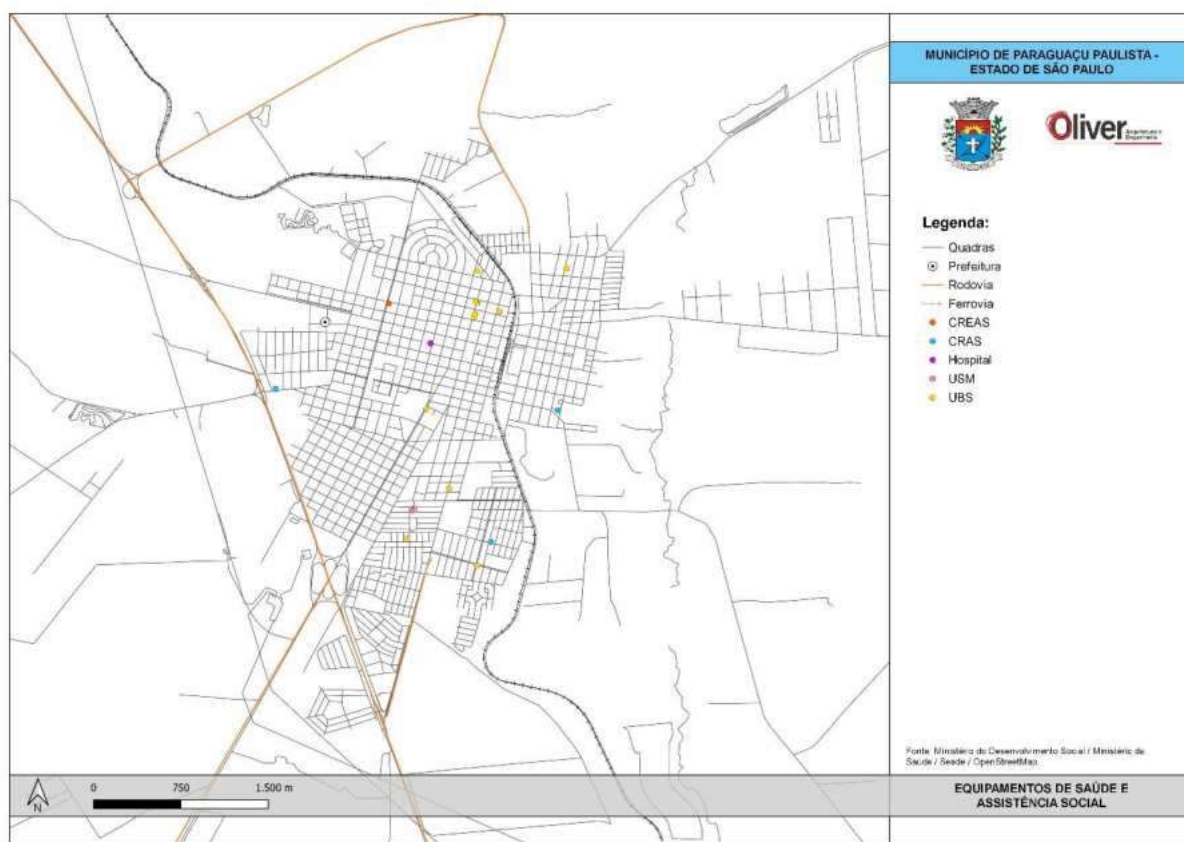 MUNICÍPIO DE PARAGUAÇU PAULISTA -
ESTADO DE SÃO PAULO
Oliver
Arquitetura e
Engenharia
Legenda:
Quadras
Prefeitura
Rodovia
Ferrovia
CREAS
CRAS
Hospital
USM
UBS
Fonte: Ministério do Desenvolvimento Social / Ministério da
Saúde / Seade / OpenStreetMap.
N
0 750 1.500 m
EQUIPAMENTOS DE SAÚDE E
ASSISTÊNCIA SOCIAL